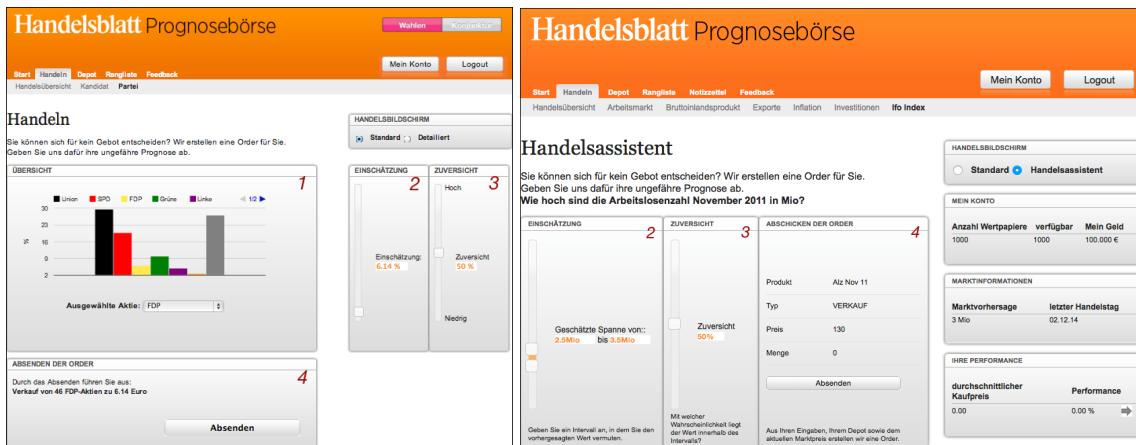 Handelsblatt Prognosebörse
Wahlen
Konjunktur
Mein Konto
Logout
Start Handeln Depot Rangliste Feedback
Handelsübersicht Kandidat Partei
Handeln
Sie können sich für kein Gebot entscheiden? Wir erstellen eine Order für Sie.
Geben Sie uns dafür ihre ungefähre Prognose ab.
HANDELSBILDSCHIRM
Standard Detailiert
ÜBERSICHT
1
Union SPD FDP Grüne Linke 1/2
30
23
16
9
2
%
Ausgewählte Aktie: FDP
EINSCHÄTZUNG
2
Einschätzung:
6.14 %
ZUVERSICHT
3
Hoch
Zuversicht
50 %
Niedrig
ABSENDEN DER ORDER
4
Durch das Absenden führen Sie aus:
Verkauf von 46 FDP-Aktien zu 6.14 Euro
Absenden
Handelsblatt Prognosebörse
Mein Konto
Logout
Start Handeln Depot Rangliste Notizzettel Feedback
Handelsübersicht Arbeitsmarkt Bruttoinlandsprodukt Exporte Inflation Investitionen Ifo Index
Handelsassistent
Sie können sich für kein Gebot entscheiden? Wir erstellen eine Order für Sie.
Geben Sie uns dafür ihre ungefähre Prognose ab.
Wie hoch sind die Arbeitslosenzahl November 2011 in Mio?
EINSCHÄTZUNG
2
Geschätzte Spanne von::
2.5Mio bis 3.5Mio
Geben Sie ein Intervall an, in dem Sie den
vorhergesagten Wert vermuten.
ZUVERSICHT
3
Zuversicht
50%
Mit welcher
Wahrscheinlichkeit liegt
der Wert innerhalb des
Intervalls?
ABSCHICKEN DER ORDER
4
Produkt Alz Nov 11
Typ VERKAUF
Preis 130
Menge 0
Absenden
Aus Ihren Eingaben, Ihrem Depot sowie dem
aktuellen Marktpreis erstellen wir eine Order.
HANDELSBILDSCHIRM
Standard Handelsassistent
MEIN KONTO
Anzahl Wertpapiere verfügbar Mein Geld
1000 1000 100.000 €
MARKTINFORMATIONEN
Marktvorhersage letzter Handelstag
3 Mio 02.12.14
IHRE PERFORMANCE
durchschnittlicher
Kaufpreis Performance
0.00 0.00 %